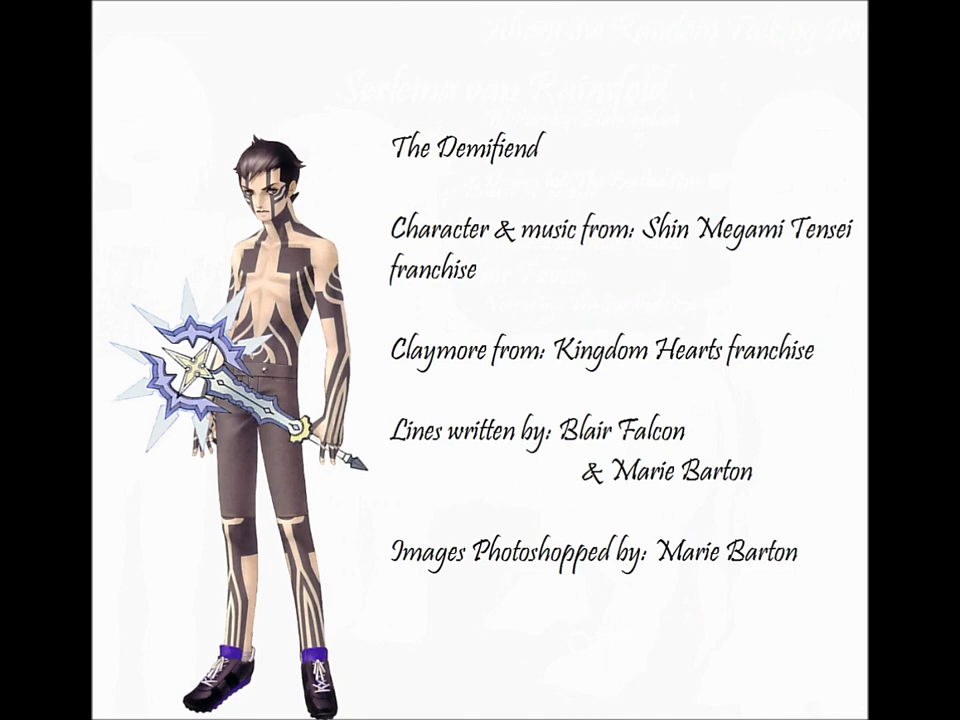 The Demifiend
Character & music from: Shin Megami Tensei
franchise
Claymore from: Kingdom Hearts franchise
Lines written by: Blair Falcon
& Marie Barton
Images Photoshopped by: Marie Barton